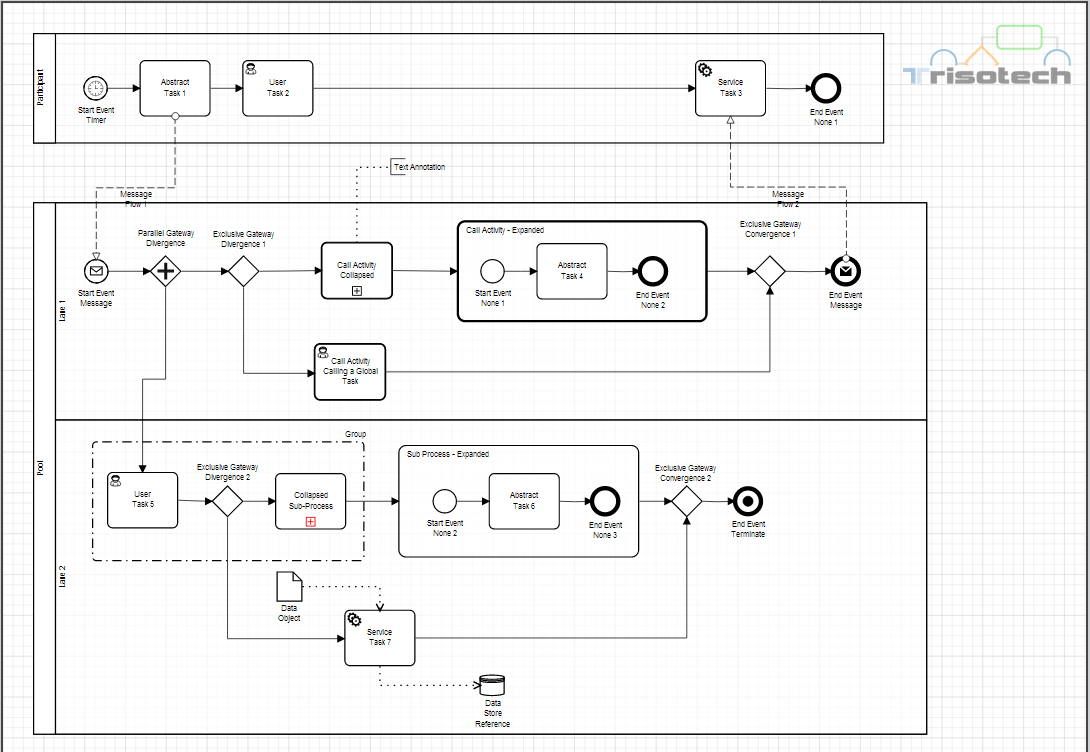 Trisotech
Participant
Abstract
Task 1
User
Task 2
Service
Task 3
Start Event
Timer
End Event
None 1
Text Annotation
Message
Flow 1
Message
Flow 2
Pool
Lane 1
Parallel Gateway
Divergence
Exclusive Gateway
Divergence 1
Call Activity - Expanded
Exclusive Gateway
Convergence 1
Call Activity
Collapsed
Abstract
Task 4
Start Event
Message
Start Event
None 1
End Event
None 2
End Event
Message
Call Activity
Calling a Global
Task
Lane 2
Group
Sub Process - Expanded
Exclusive Gateway
Divergence 2
Exclusive Gateway
Convergence 2
User
Task 5
Collapsed
Sub-Process
Abstract
Task 6
Start Event
None 2
End Event
None 3
End Event
Terminate
Data
Object
Service
Task 7
Data
Store
Reference